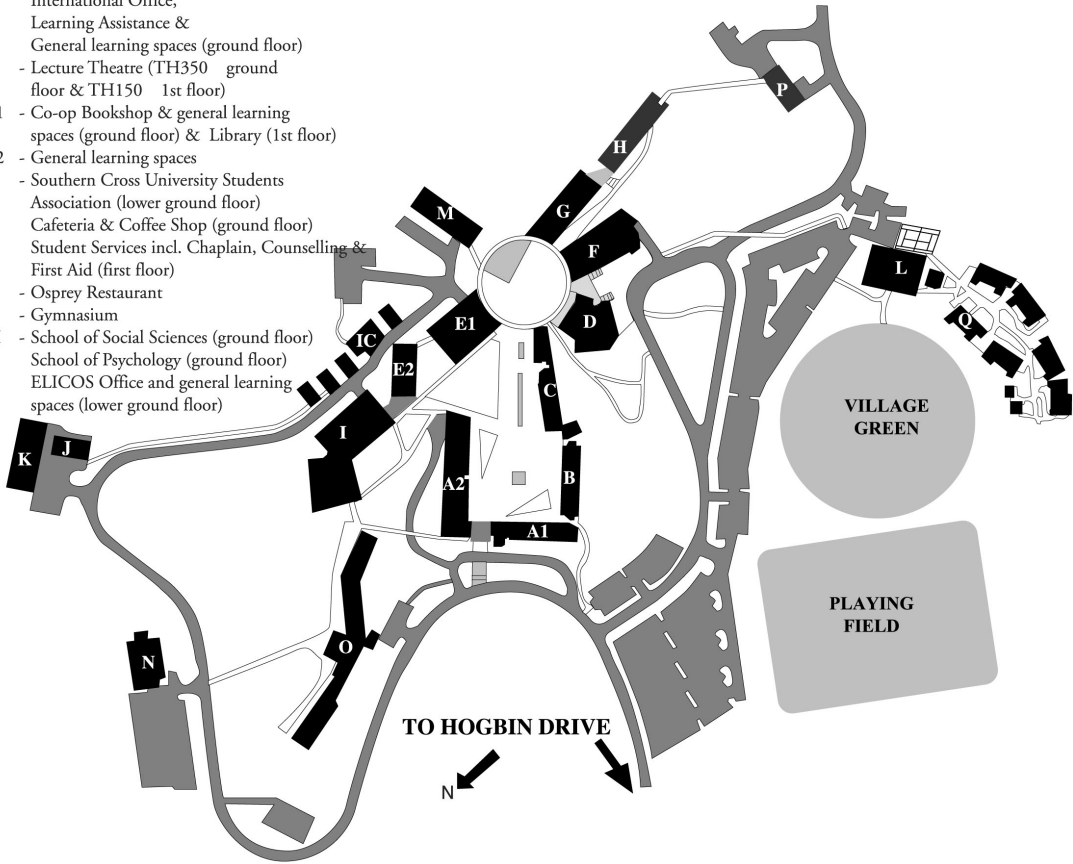 International Office,
Learning Assistance &
General learning spaces (ground floor)
- Lecture Theatre (TH350 ground
floor & TH150 1st floor)
1 - Co-op Bookshop & general learning
spaces (ground floor) & Library (1st floor)
2 - General learning spaces
- Southern Cross University Students
Association (lower ground floor)
Cafeteria & Coffee Shop (ground floor)
Student Services incl. Chaplain, Counselling &
First Aid (first floor)
- Osprey Restaurant
- Gymnasium
- School of Social Sciences (ground floor)
School of Psychology (ground floor)
ELICOS Office and general learning
spaces (lower ground floor)
P
H
M
G
F
L
E1
D
Q
IC
E2
C
VILLAGE
GREEN
I
K
J
A2
B
A1
PLAYING
FIELD
O
N
TO HOGBIN DRIVE
N